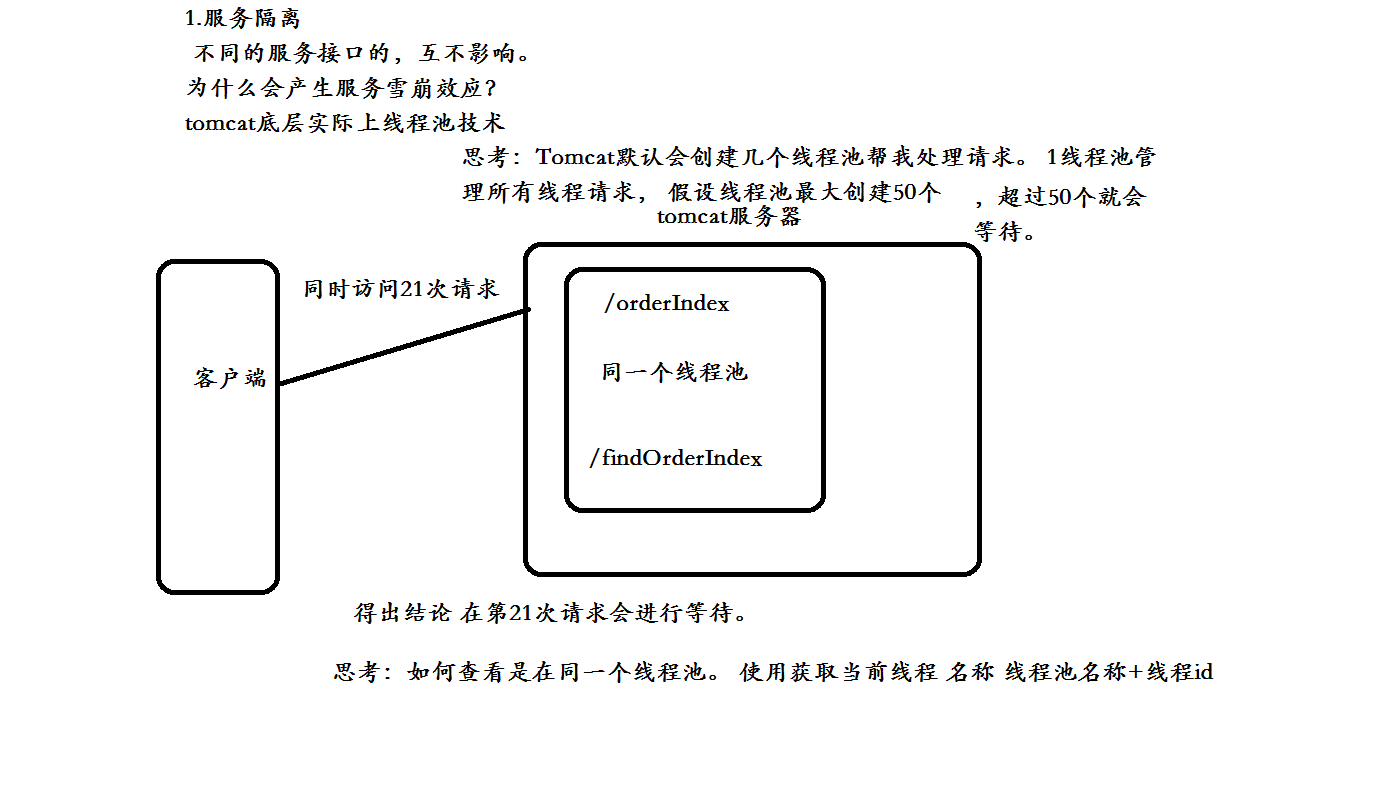 1.服务隔离
不同的服务接口的，互不影响。
为什么会产生服务雪崩效应？
tomcat底层实际上线程池技术
思考：Tomcat默认会创建几个线程池帮我处理请求。 1线程池管
理所有线程请求， 假设线程池最大创建50个
，超过50个就会
等待。
tomcat服务器
同时访问21次请求
/orderIndex
客户端
同一个线程池
/findOrderIndex
得出结论 在第21次请求会进行等待。
思考：如何查看是在同一个线程池。 使用获取当前线程 名称 线程池名称+线程id